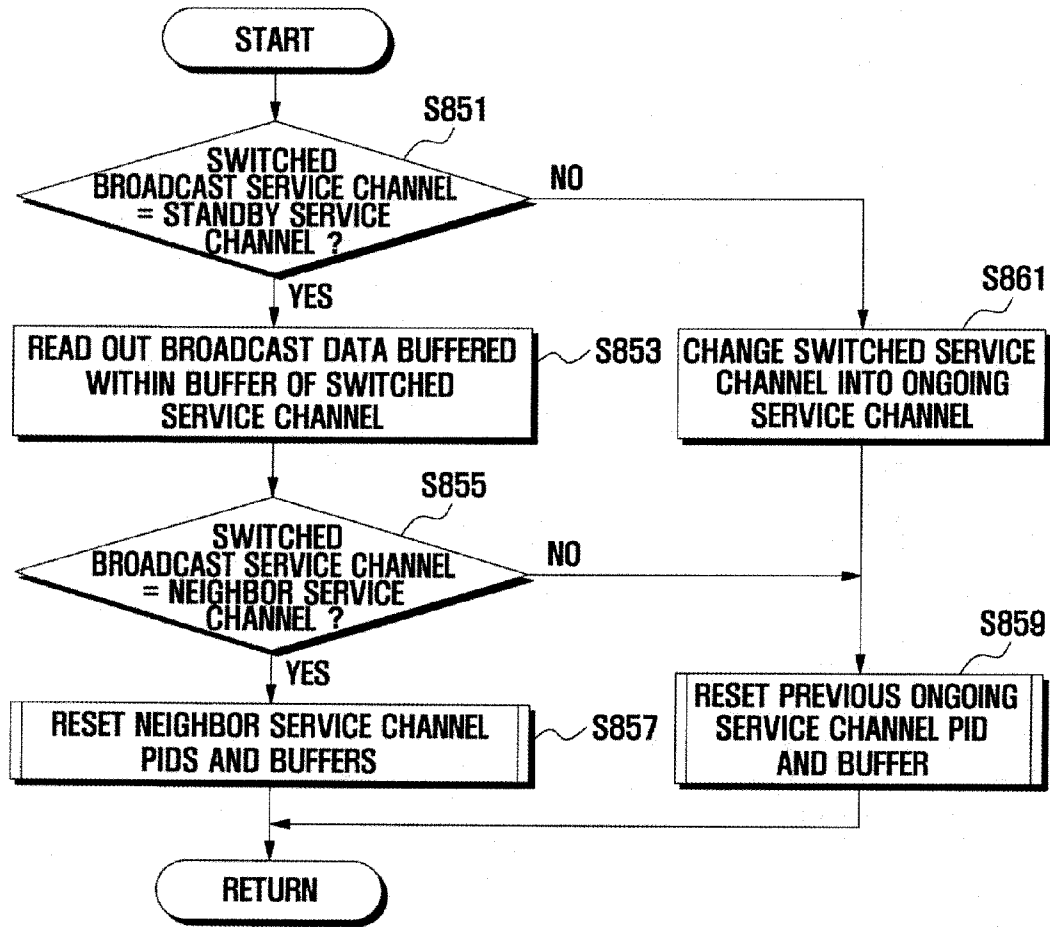 START
S851
SWITCHED
BROADCAST SERVICE CHANNEL
= STANDBY SERVICE
CHANNEL ?
NO
YES
S861
READ OUT BROADCAST DATA BUFFERED
WITHIN BUFFER OF SWITCHED
SERVICE CHANNEL
S853
CHANGE SWITCHED SERVICE
CHANNEL INTO ONGOING
SERVICE CHANNEL
S855
SWITCHED
BROADCAST SERVICE CHANNEL
= NEIGHBOR SERVICE
CHANNEL ?
NO
YES
S859
RESET NEIGHBOR SERVICE CHANNEL
PIDS AND BUFFERS
S857
RESET PREVIOUS ONGOING
SERVICE CHANNEL PID
AND BUFFER
RETURN